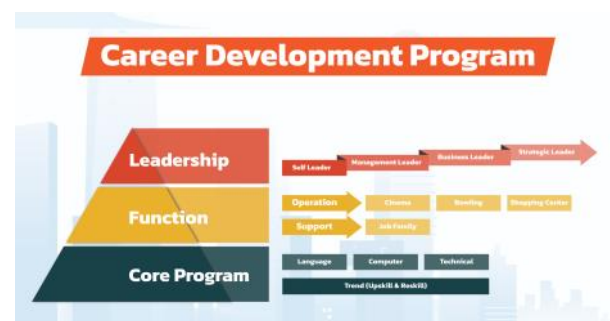 Career Development Program
Leadership
Self Leader
Management Leader
Business Leader
Strategic Leader
Function
Operation
Cinema
Bowling
Shopping Center
Support
Job Family
Core Program
Language
Computer
Technical
Trend (Upskill & Reskill)